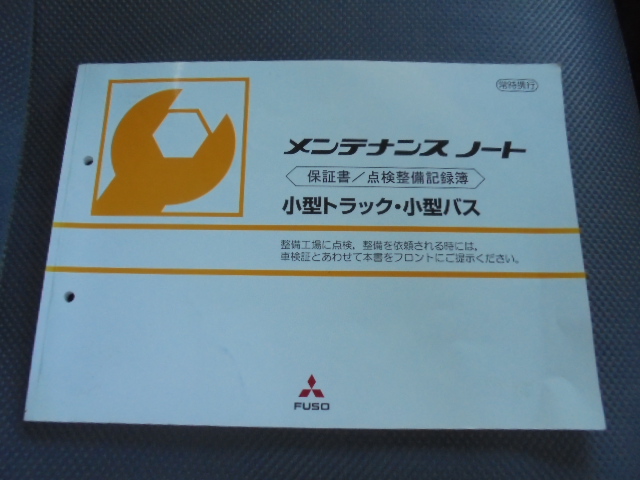 常時携行
メンテナンス ノート
保証書／点検整備記録簿
小型トラック・小型バス
整備工場に点検，整備を依頼される時には，
車検証とあわせて本書をフロントにご提示ください。
FUSO